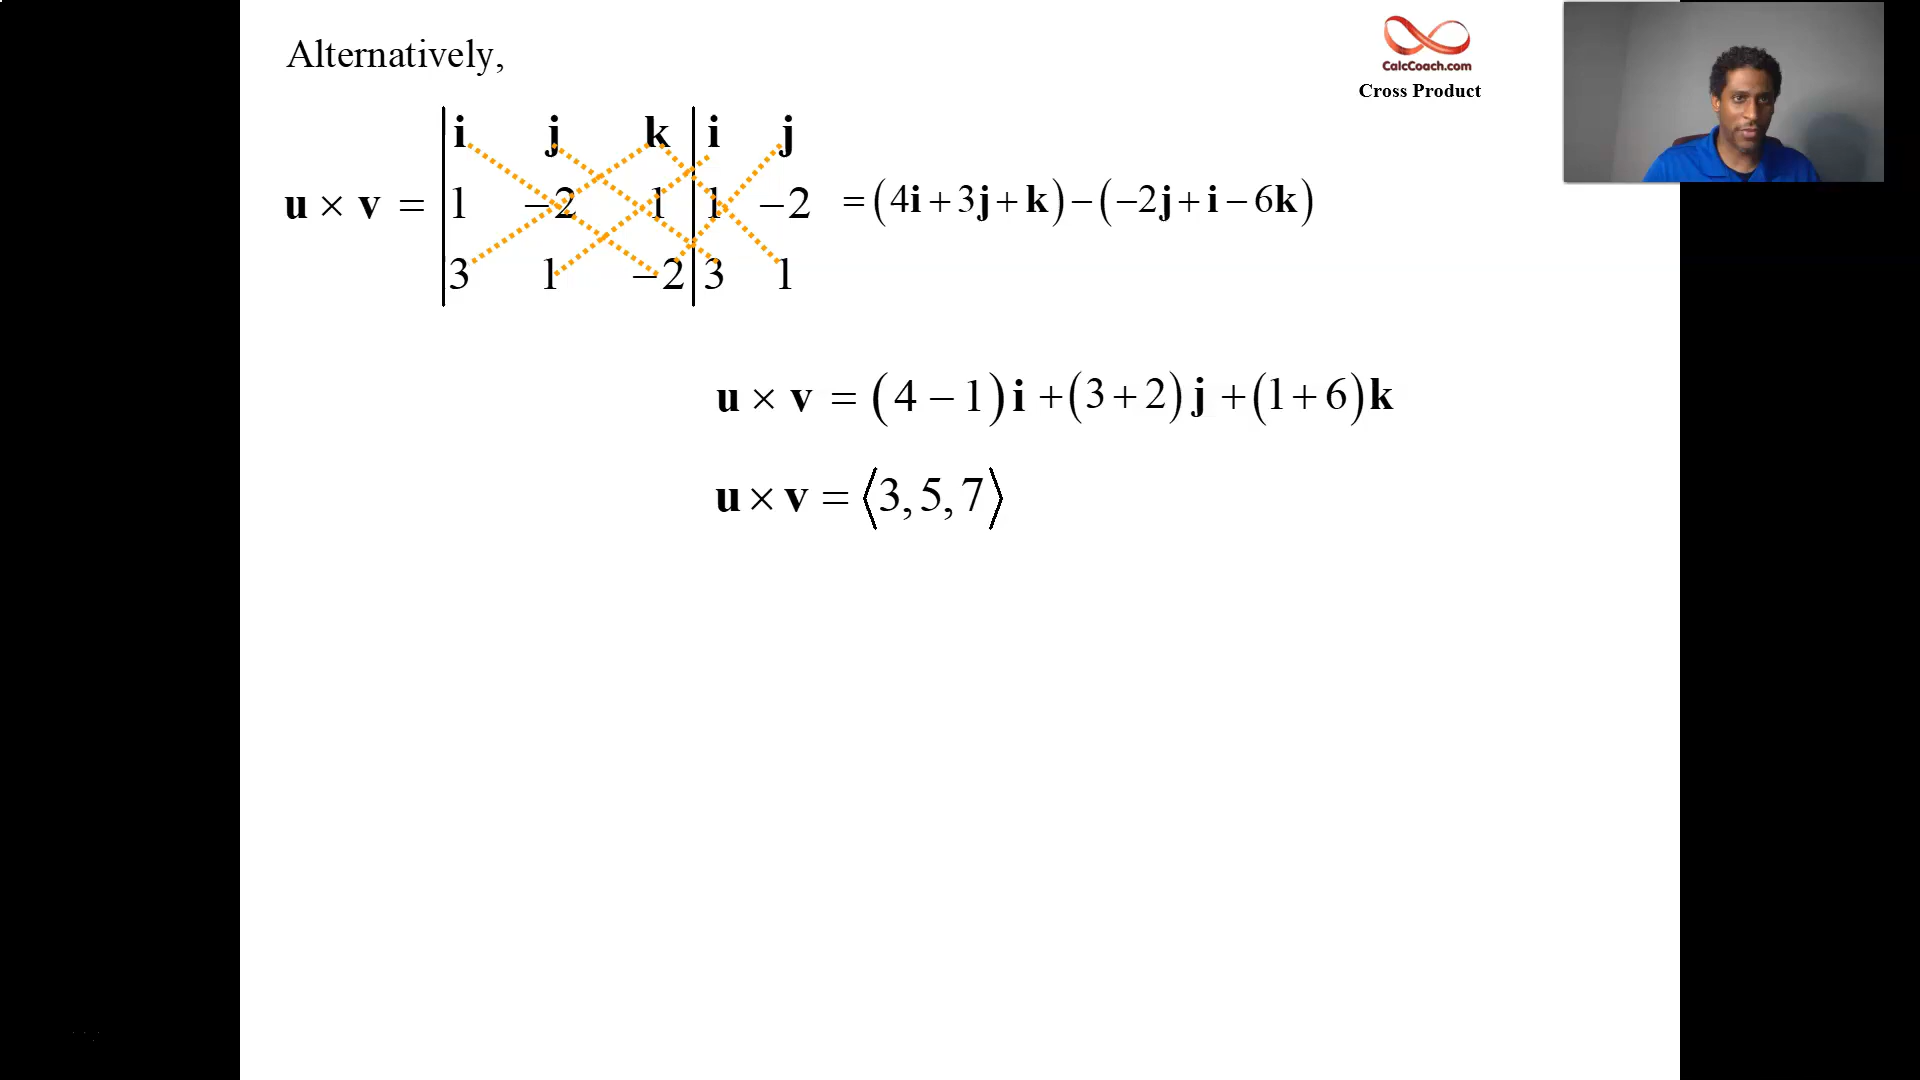 Alternatively,
CalcCoach.com
Cross Product
i j k i j
u × v = 1 −2 1 1 −2 = (4i + 3j + k) − (−2j + i − 6k)
3 1 −2 3 1
u × v = (4 − 1)i + (3 + 2)j + (1 + 6)k
u × v = ⟨3, 5, 7⟩